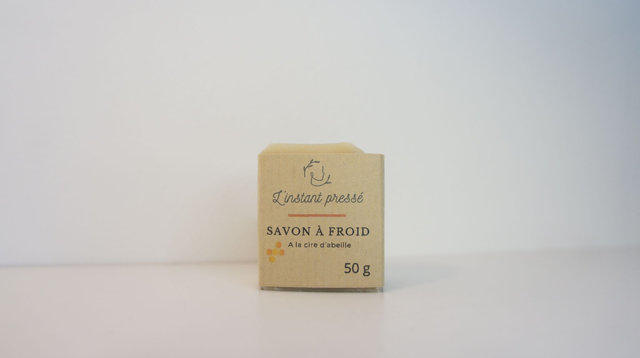 L'instant pressé
SAVON À FROID
A la cire d'abeille
50 g